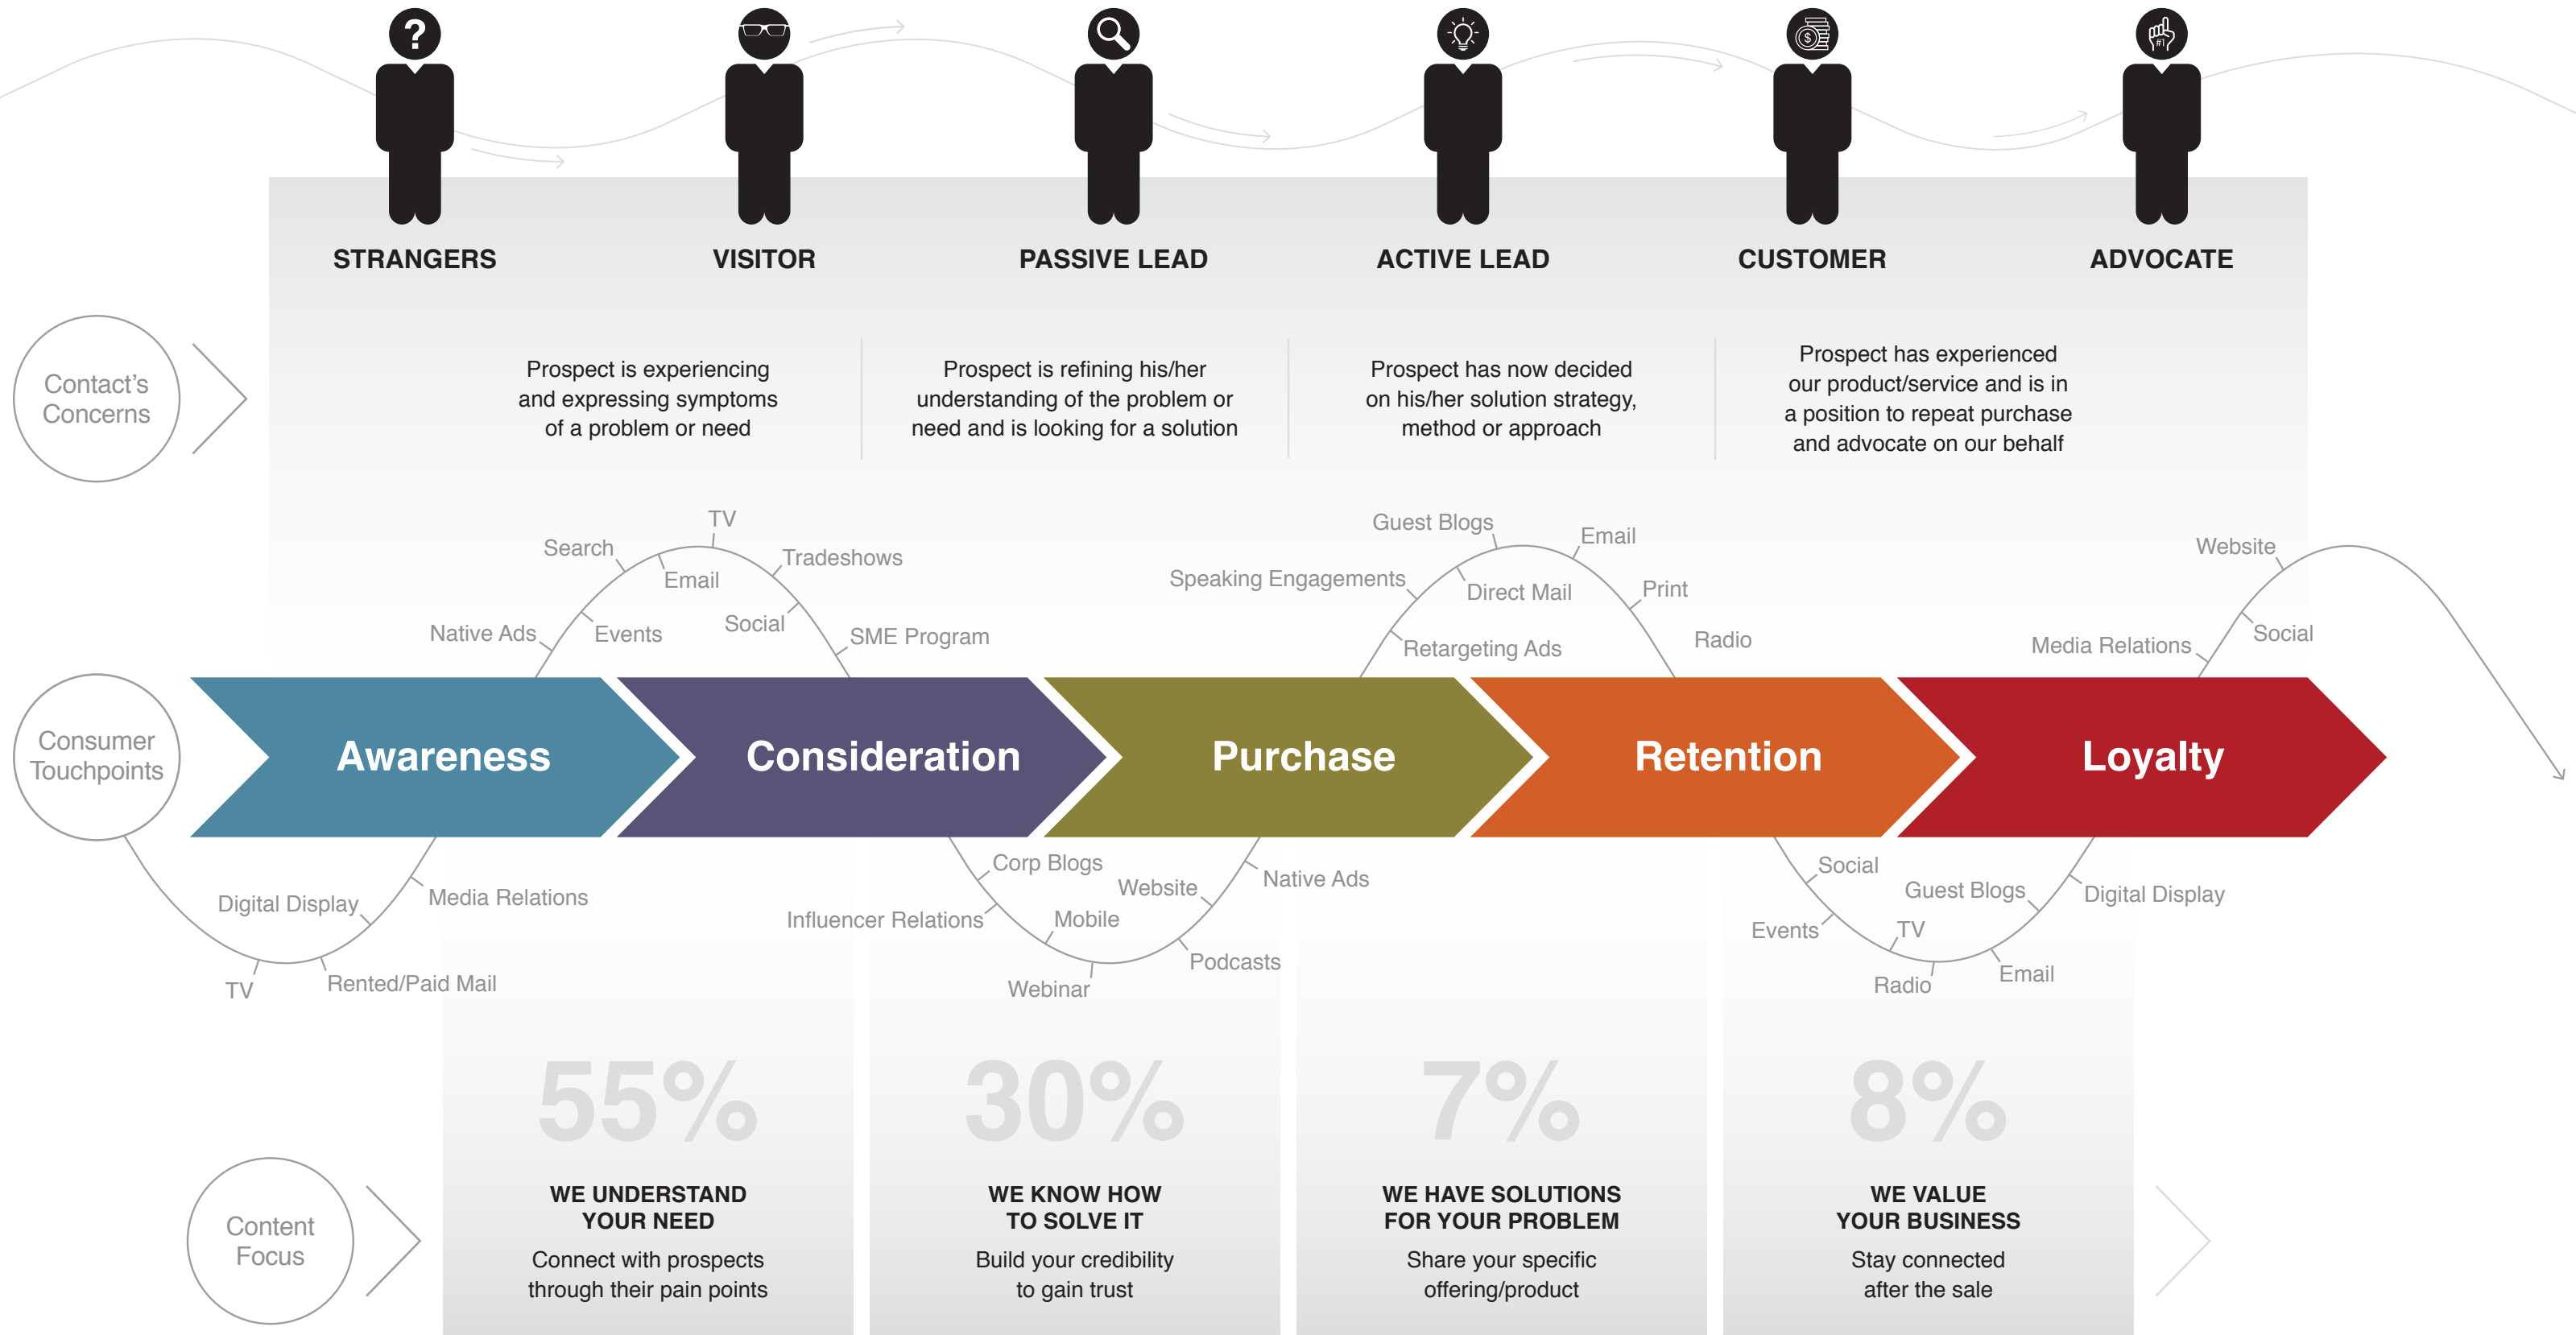 ?
$
#1
STRANGERS
VISITOR
PASSIVE LEAD
ACTIVE LEAD
CUSTOMER
ADVOCATE
Contact's
Concerns
Prospect is experiencing
and expressing symptoms
of a problem or need
Prospect is refining his/her
understanding of the problem or
need and is looking for a solution
Prospect has now decided
on his/her solution strategy,
method or approach
Prospect has experienced
our product/service and is in
a position to repeat purchase
and advocate on our behalf
Native Ads
Search
Events
Email
TV
Tradeshows
Social
SME Program
Speaking Engagements
Guest Blogs
Retargeting Ads
Direct Mail
Email
Print
Radio
Media Relations
Website
Social
Consumer
Touchpoints
Awareness
Consideration
Purchase
Retention
Loyalty
Digital Display
TV
Rented/Paid Mail
Media Relations
Corp Blogs
Influencer Relations
Mobile
Webinar
Website
Podcasts
Native Ads
Social
Events
TV
Radio
Guest Blogs
Email
Digital Display
Content
Focus
55%
WE UNDERSTAND
YOUR NEED
Connect with prospects
through their pain points
30%
WE KNOW HOW
TO SOLVE IT
Build your credibility
to gain trust
7%
WE HAVE SOLUTIONS
FOR YOUR PROBLEM
Share your specific
offering/product
8%
WE VALUE
YOUR BUSINESS
Stay connected
after the sale